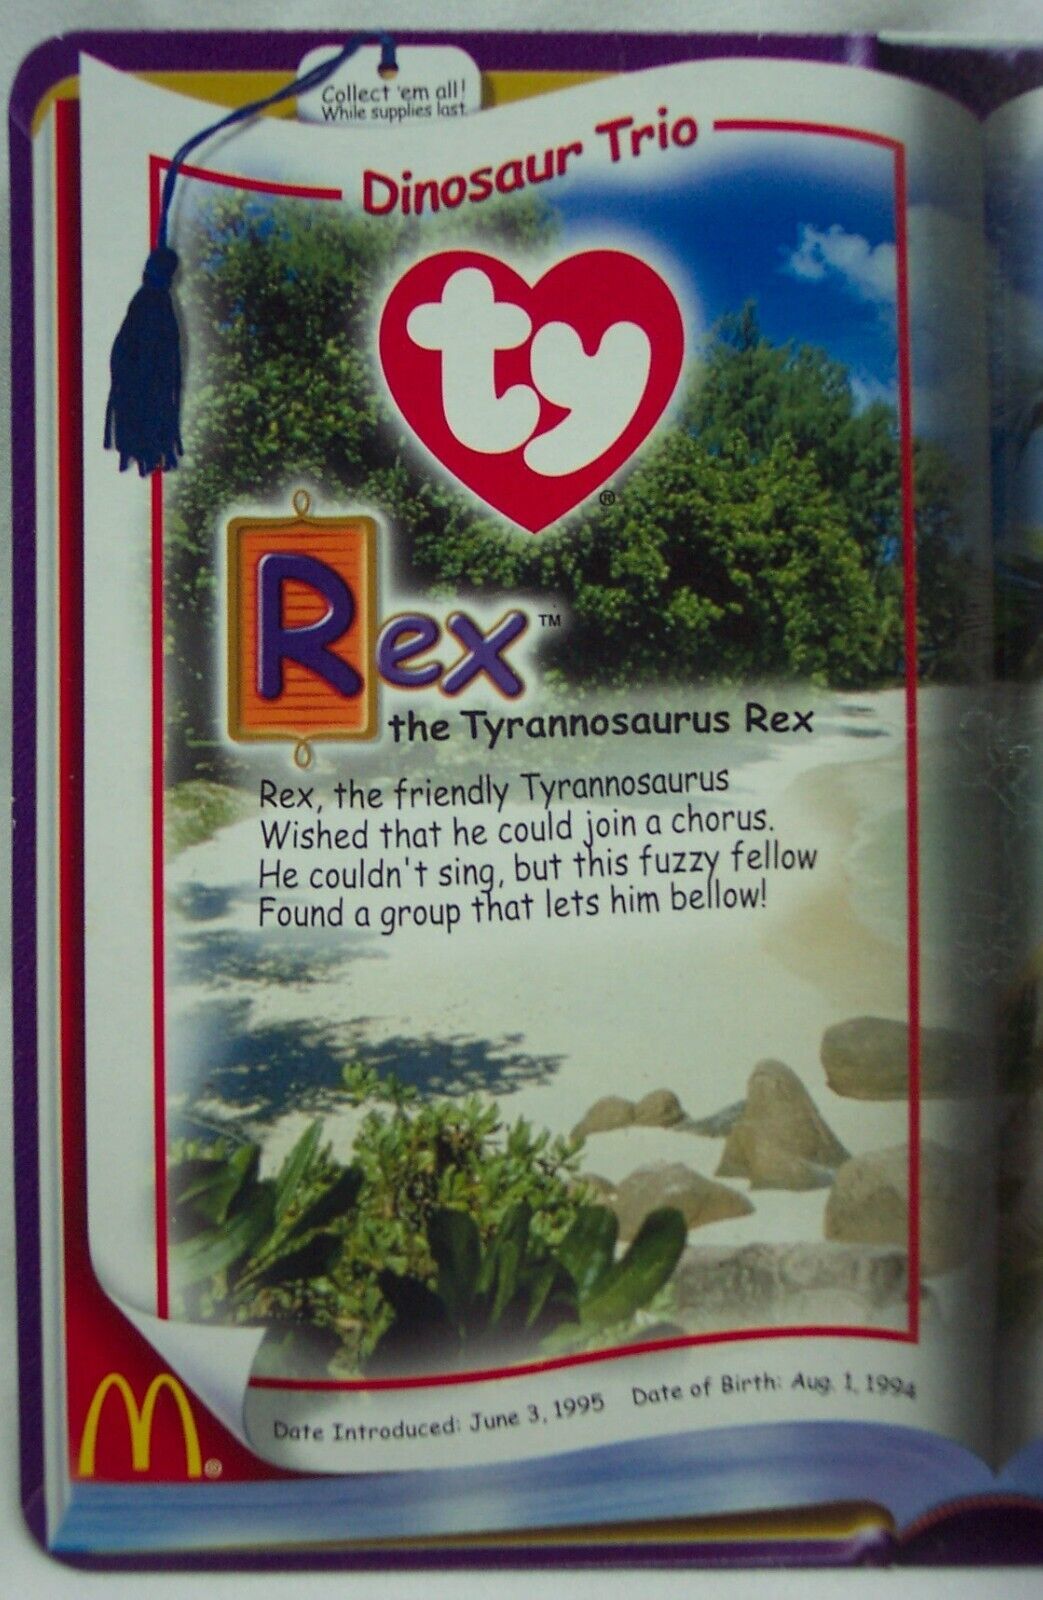 Collect 'em all!
While supplies last.
Dinosaur Trio
ty®
Rex™
the Tyrannosaurus Rex
Rex, the friendly Tyrannosaurus
Wished that he could join a chorus.
He couldn't sing, but this fuzzy fellow
Found a group that lets him bellow!
Date Introduced: June 3, 1995 Date of Birth: Aug. 1, 1994
M®